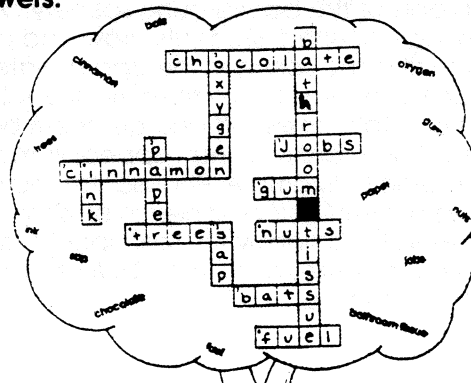 wers:
bats
cinnamon
oxygen
trees
gum
paper
nuts
ink
sap
jobs
chocolate
bathroom tissue
fuel
chocolate
oxygen
bathroom tissue
jobs
cinnamon
ink
paper
gum
trees
nuts
sap
bats
fuel